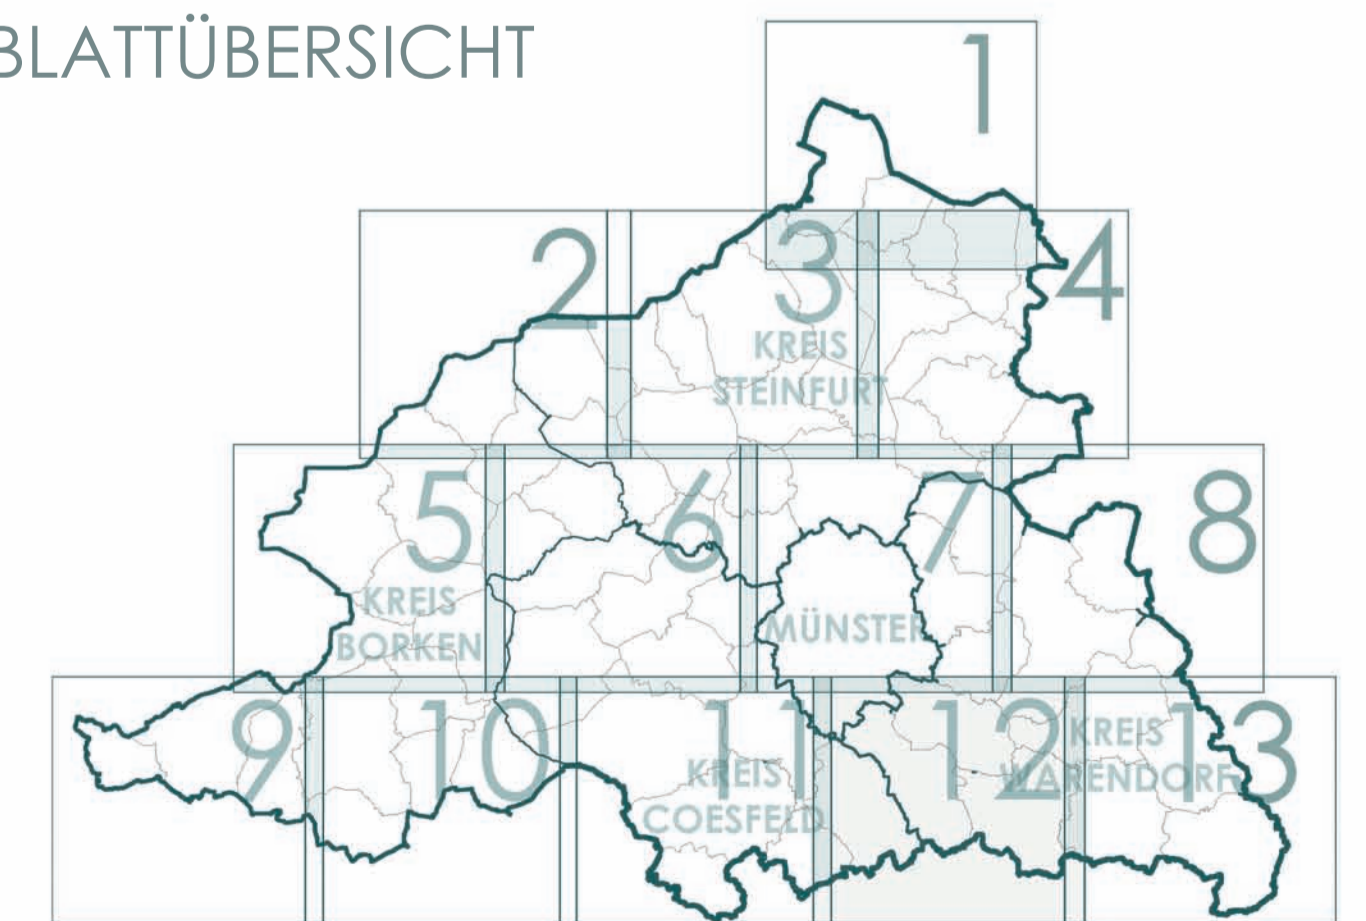 BLATTÜBERSICHT
1
2
3
4
KREIS
STEINFURT
5
6
7
8
KREIS
BORKEN
MÜNSTER
9
10
11
12
13
KREIS
COESFELD
KREIS
WARENDORF